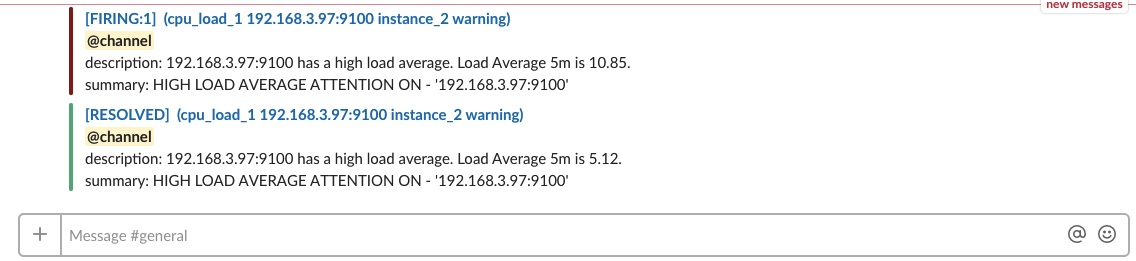 new messages
[FIRING:1] (cpu_load_1 192.168.3.97:9100 instance_2 warning)
@channel
description: 192.168.3.97:9100 has a high load average. Load Average 5m is 10.85.
summary: HIGH LOAD AVERAGE ATTENTION ON - '192.168.3.97:9100'
[RESOLVED] (cpu_load_1 192.168.3.97:9100 instance_2 warning)
@channel
description: 192.168.3.97:9100 has a high load average. Load Average 5m is 5.12.
summary: HIGH LOAD AVERAGE ATTENTION ON - '192.168.3.97:9100'
Message #general